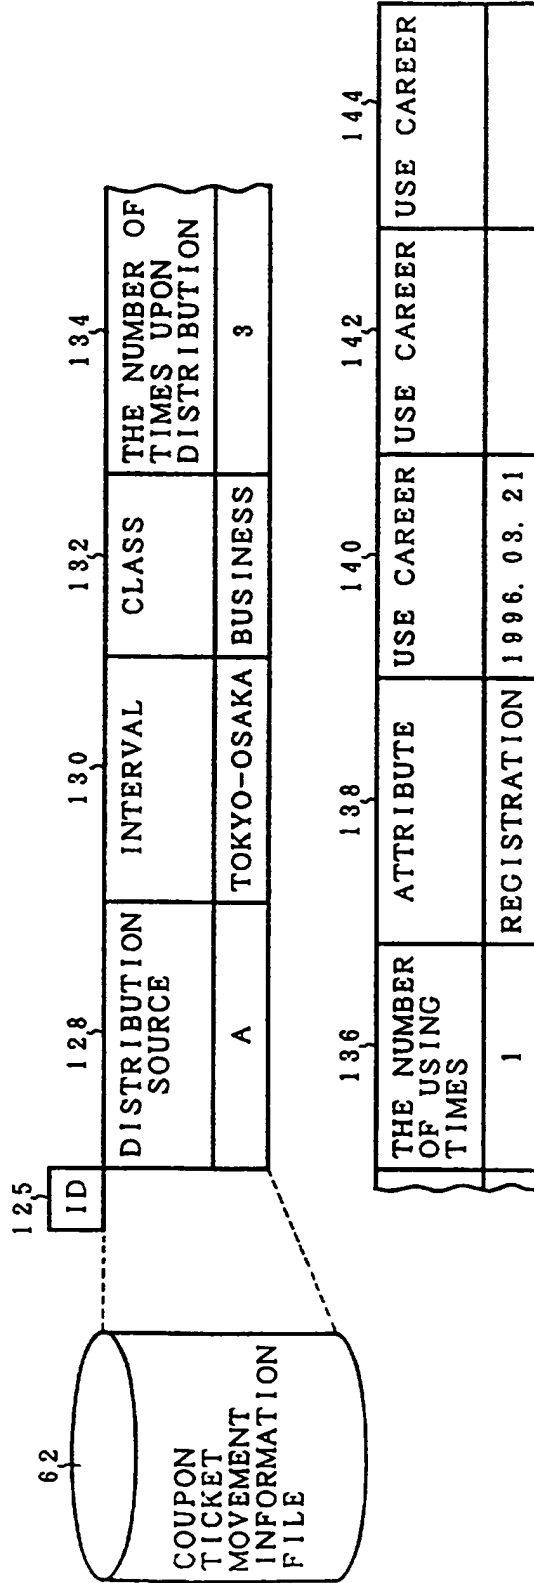 62
COUPON
TICKET
MOVEMENT
INFORMATION
FILE
125
ID
128
DISTRIBUTION
SOURCE
A
130
INTERVAL
TOKYO-OSAKA
132
CLASS
BUSINESS
134
THE NUMBER OF
TIMES UPON
DISTRIBUTION
3
136
THE NUMBER
OF USING
TIMES
1
138
ATTRIBUTE
REGISTRATION
140
USE CAREER
1996. 03. 21
142
USE CAREER
144
USE CAREER